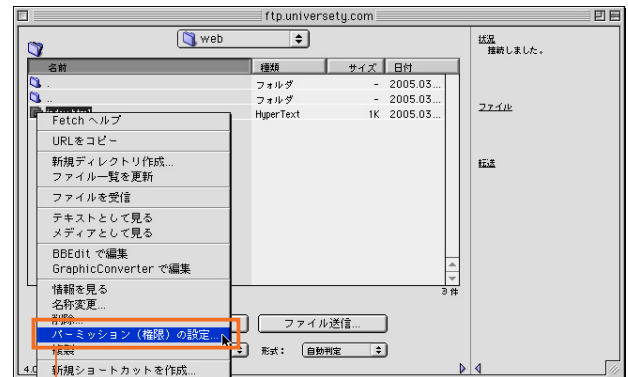 ftp.universety.com
web
状況
接続しました。
名前 種類 サイズ 日付
. フォルダ - 2005.03...
.. フォルダ - 2005.03...
HyperText 1K 2005.03...
ファイル
転送
Fetch ヘルプ
URLをコピー
新規ディレクトリ作成...
ファイル一覧を更新
ファイルを受信
テキストとして見る
メディアとして見る
BBEdit で編集
GraphicConverter で編集
情報を見る
名称変更...
削除...
パーミッション（権限）の設定...
複製
新規ショートカットを作成...
3 件
ファイル送信...
形式： 自動判定
4.0